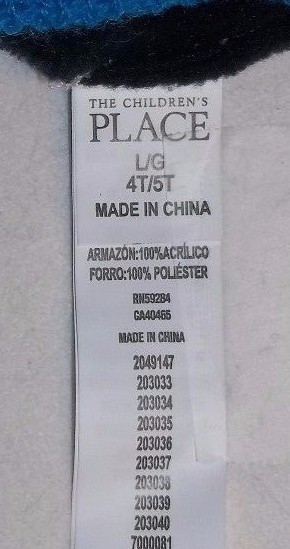 THE CHILDREN'S
PLACE
L/G
4T/5T
MADE IN CHINA
ARMAZÓN:100%ACRÍLICO
FORRO:100% POLIÉSTER
RN59284
CA40465
MADE IN CHINA
2049147
203033
203034
203035
203036
203037
203038
203039
203040
7000081